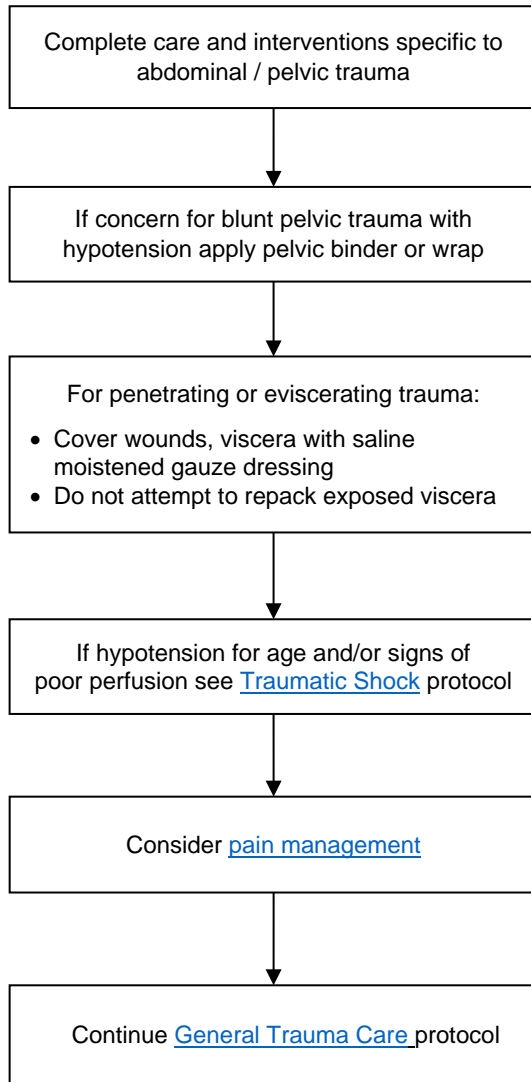 Complete care and interventions specific to
abdominal / pelvic trauma
If concern for blunt pelvic trauma with
hypotension apply pelvic binder or wrap
For penetrating or eviscerating trauma:
• Cover wounds, viscera with saline
moistened gauze dressing
• Do not attempt to repack exposed viscera
If hypotension for age and/or signs of
poor perfusion see Traumatic Shock protocol
Consider pain management
Continue General Trauma Care protocol